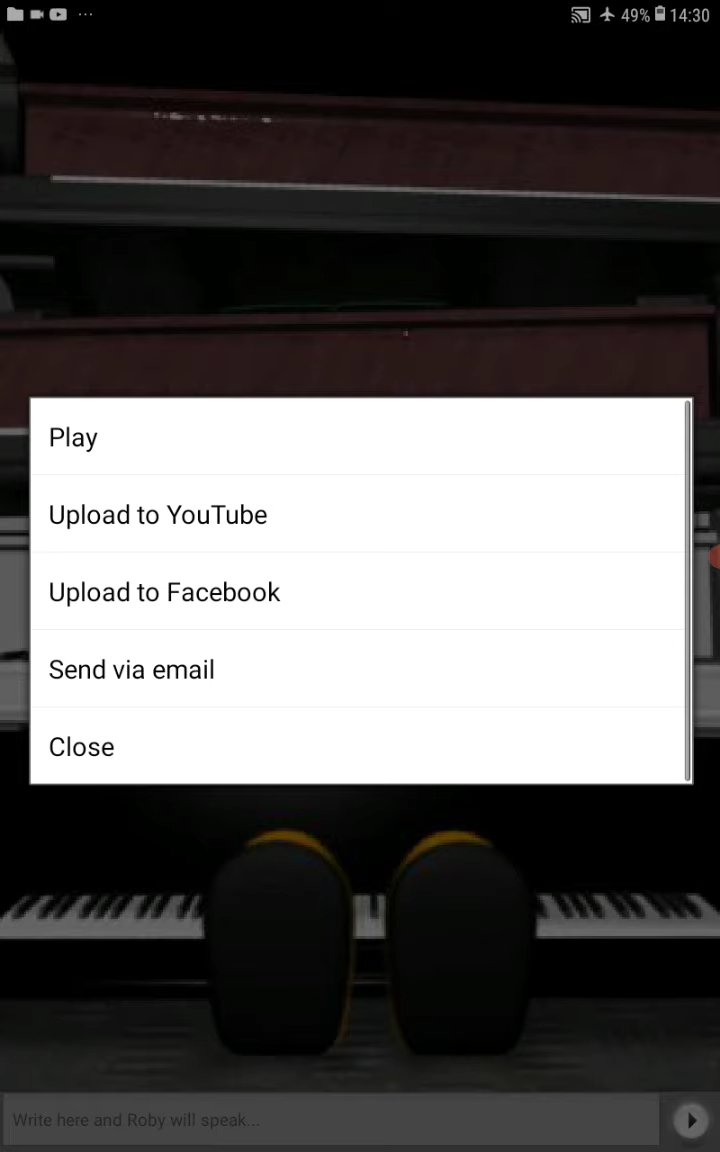 49% 14:30
Play
Upload to YouTube
Upload to Facebook
Send via email
Close
Write here and Roby will speak...